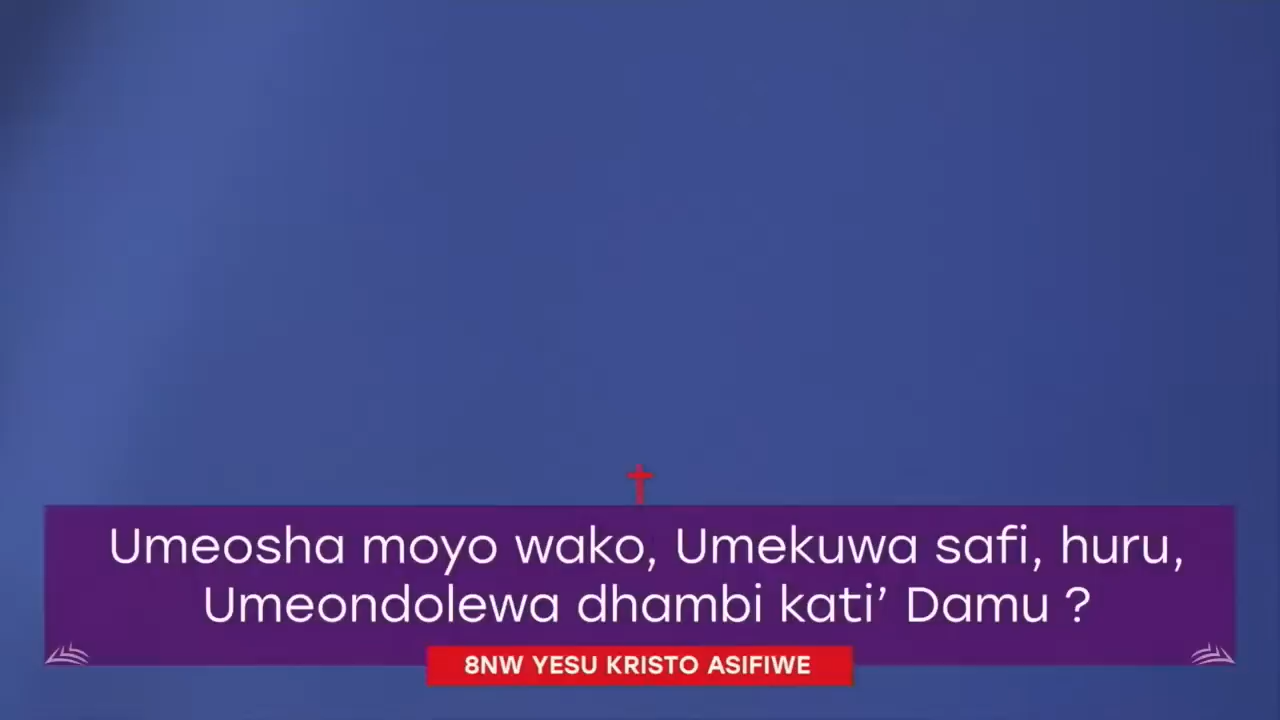 Umeosha moyo wako, Umekuwa safi, huru,
Umeondolewa dhambi kati’ Damu ?
8NW YESU KRISTO ASIFIWE